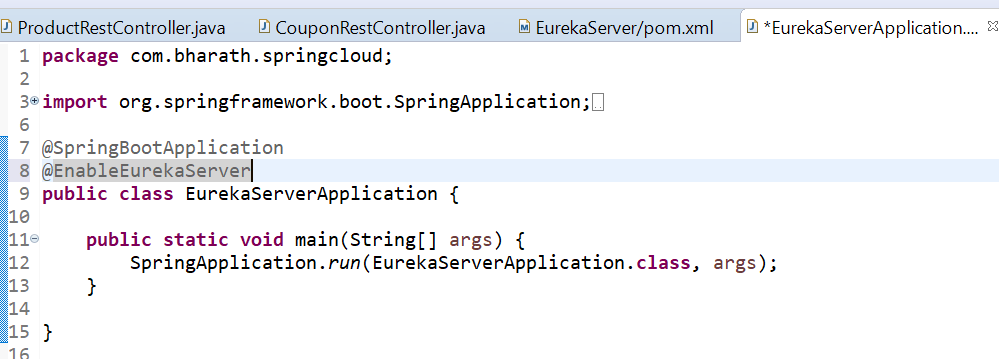 ProductRestController.java CouponRestController.java EurekaServer/pom.xml *EurekaServerApplication....
1 package com.bharath.springcloud;
2
3 import org.springframework.boot.SpringApplication;
6
7 @SpringBootApplication
8 @EnableEurekaServer
9 public class EurekaServerApplication {
10
11 public static void main(String[] args) {
12 SpringApplication.run(EurekaServerApplication.class, args);
13 }
14
15 }
16